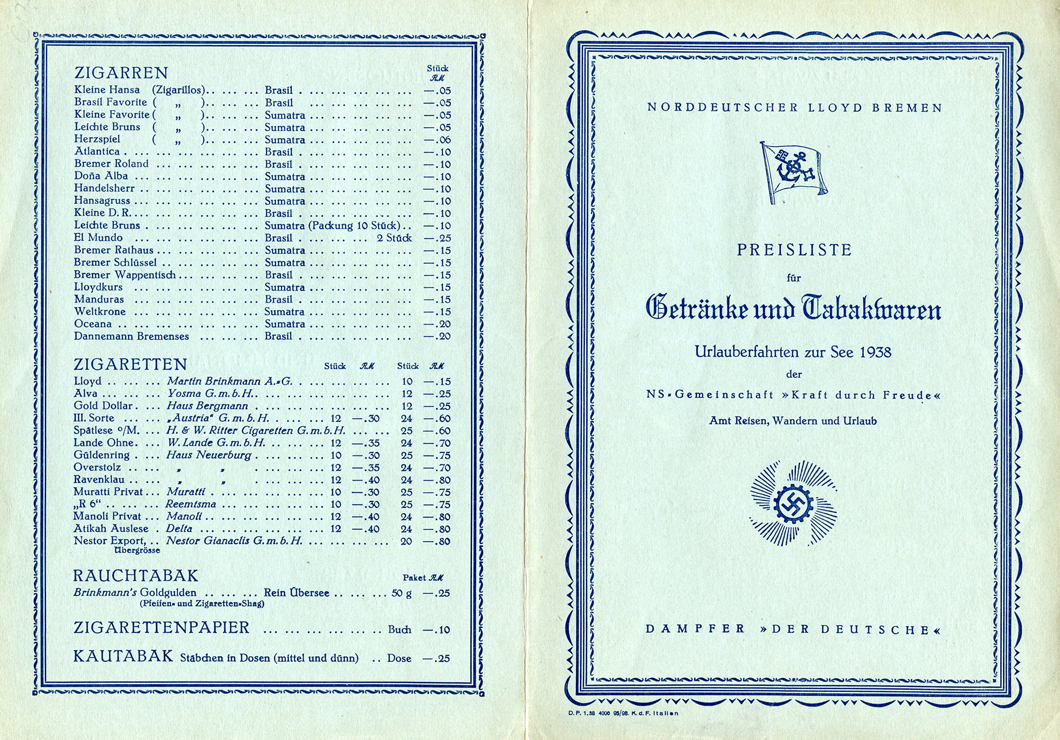 ZIGARREN Stück
RM
Kleine Hansa (Zigarillos).. ... ... Brasil . ... ... ... ... —.05
Brasil Favorite ( „ ).. ... ... Brasil . ... ... ... ... —.05
Kleine Favorite ( „ ).. ... ... Sumatra ... ... ... ... —.05
Leichte Bruns ( „ ).. ... ... Sumatra ... ... ... ... —.05
Herzspiel ( „ ).. ... ... Sumatra ... ... ... ... —.06
Atlantica . ... ... ... ... ... Brasil . ... ... ... ... —.10
Bremer Roland ... ... ... ... Brasil . ... ... ... ... —.10
Doña Alba ... ... ... ... ... Sumatra ... ... ... ... —.10
Handelsherr .. ... ... ... ... Sumatra ... ... ... ... —.10
Hansagruss ... ... ... ... ... Sumatra ... ... ... ... —.10
Kleine D. R.... ... ... ... ... Brasil . ... ... ... ... —.10
Leichte Bruns . ... ... ... ... Sumatra (Packung 10 Stück).. —.10
El Mundo ... ... ... ... ... Brasil . ... ... ... 2 Stück —.25
Bremer Rathaus ... ... ... ... Sumatra ... ... ... ... —.15
Bremer Schlüssel .. ... ... ... Sumatra ... ... ... ... —.15
Bremer Wappentisch ... ... ... Brasil . ... ... ... ... —.15
Lloydkurs ... ... ... ... ... Sumatra ... ... ... ... —.15
Manduras ... ... ... ... ... Brasil . ... ... ... ... —.15
Weltkrone ... ... ... ... ... Sumatra ... ... ... ... —.15
Oceana .. ... ... ... ... ... Sumatra ... ... ... ... —.20
Dannemann Bremenses ... ... ... Brasil . ... ... ... ... —.20
ZIGARETTEN Stück RM Stück RM
Lloyd .. ... ... Martin Brinkmann A.-G. . ... ... ... ... 10 —.15
Alva ... ... ... Yosma G. m. b. H.. ... ... ... ... ... 12 —.25
Gold Dollar. ... ... Haus Bergmann ... ... ... ... ... 12 —.25
III. Sorte ... ... „Austria“ G. m. b. H. . ... ... 12 —.30 24 —.60
Spätlese o/M. ... H. & W. Ritter Cigaretten G. m. b. H. ... ... 25 —.60
Lande Ohne. ... ... W. Lande G. m. b. H. .. ... ... 12 —.35 24 —.70
Güldenring . ... ... Haus Neuerburg . ... ... ... 10 —.30 25 —.75
Overstolz .. ... ... „ „ . ... ... ... 12 —.35 24 —.70
Ravenklau .. ... ... „ „ . ... ... ... 12 —.40 24 —.80
Muratti Privat ... ... Muratti . ... ... ... ... ... 10 —.30 25 —.75
„R 6“ .. ... ... Reemtsma ... ... ... ... ... 10 —.30 25 —.75
Manoli Privat ... ... Manoli .. ... ... ... ... ... 12 —.40 24 —.80
Atikah Auslese . ... Delta ... ... ... ... ... ... 12 —.40 24 —.80
Nestor Export, .. ... Nestor Gianaclis G. m. b. H. ... ... ... ... 20 —.80
Übergrösse
RAUCHTABAK Paket RM
Brinkmann's Goldgulden .. ... ... Rein Übersee .. ... ... 50 g —.25
(Pfeifen- und Zigaretten-Shag)
ZIGARETTENPAPIER ... ... ... ... ... .. Buch —.10
KAUTABAK Stäbchen in Dosen (mittel und dünn) .. Dose —.25
NORDDEUTSCHER LLOYD BREMEN
PREISLISTE
für
Getränke und Tabakwaren
Urlauberfahrten zur See 1938
der
NS-Gemeinschaft »Kraft durch Freude«
Amt Reisen, Wandern und Urlaub
DAMPFER »DER DEUTSCHE«
D. P. 1.38 4000 95/98. K. d. F. Italien